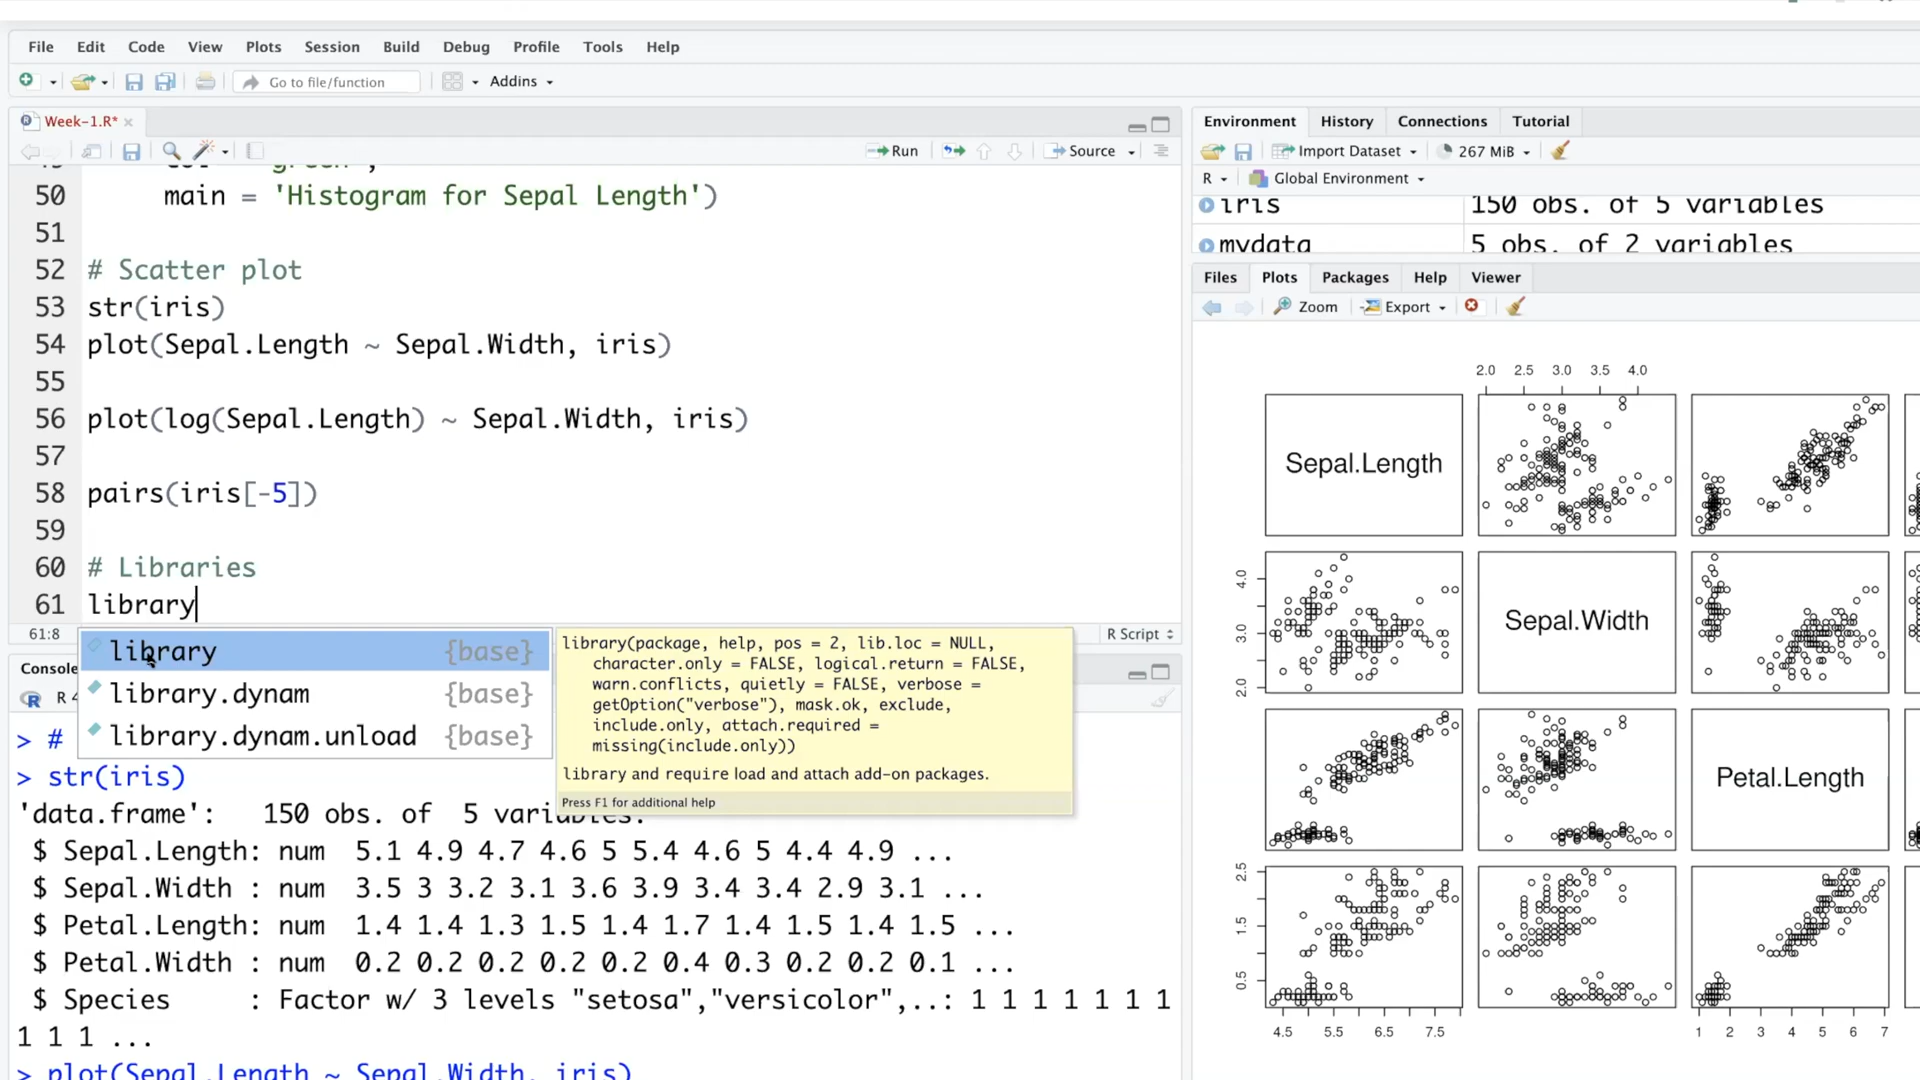 File Edit Code View Plots Session Build Debug Profile Tools Help
Go to file/function Addins
Week-1.R*
Run Source
50 main = 'Histogram for Sepal Length')
51
52 # Scatter plot
53 str(iris)
54 plot(Sepal.Length ~ Sepal.Width, iris)
55
56 plot(log(Sepal.Length) ~ Sepal.Width, iris)
57
58 pairs(iris[-5])
59
60 # Libraries
61 library
61:8 R Script
library {base}
library.dynam {base}
library.dynam.unload {base}
library(package, help, pos = 2, lib.loc = NULL,
character.only = FALSE, logical.return = FALSE,
warn.conflicts, quietly = FALSE, verbose =
getOption("verbose"), mask.ok, exclude,
include.only, attach.required =
missing(include.only))
library and require load and attach add-on packages.
Press F1 for additional help
Console
R 4
> #
> str(iris)
'data.frame': 150 obs. of 5 variables:
$ Sepal.Length: num 5.1 4.9 4.7 4.6 5 5.4 4.6 5 4.4 4.9 ...
$ Sepal.Width : num 3.5 3 3.2 3.1 3.6 3.9 3.4 3.4 2.9 3.1 ...
$ Petal.Length: num 1.4 1.4 1.3 1.5 1.4 1.7 1.4 1.5 1.4 1.5 ...
$ Petal.Width : num 0.2 0.2 0.2 0.2 0.2 0.4 0.3 0.2 0.2 0.1 ...
$ Species : Factor w/ 3 levels "setosa","versicolor",..: 1 1 1 1 1 1 1
1 1 1 ...
> plot(Sepal.Length ~ Sepal.Width, iris)
Environment History Connections Tutorial
Import Dataset 267 MiB
R Global Environment
iris 150 obs. of 5 variables
mydata 5 obs. of 2 variables
Files Plots Packages Help Viewer
Zoom Export
2.0 2.5 3.0 3.5 4.0
Sepal.Length
4.0
3.0
2.0
Sepal.Width
Petal.Length
2.5
1.5
0.5
4.5 5.5 6.5 7.5 1 2 3 4 5 6 7